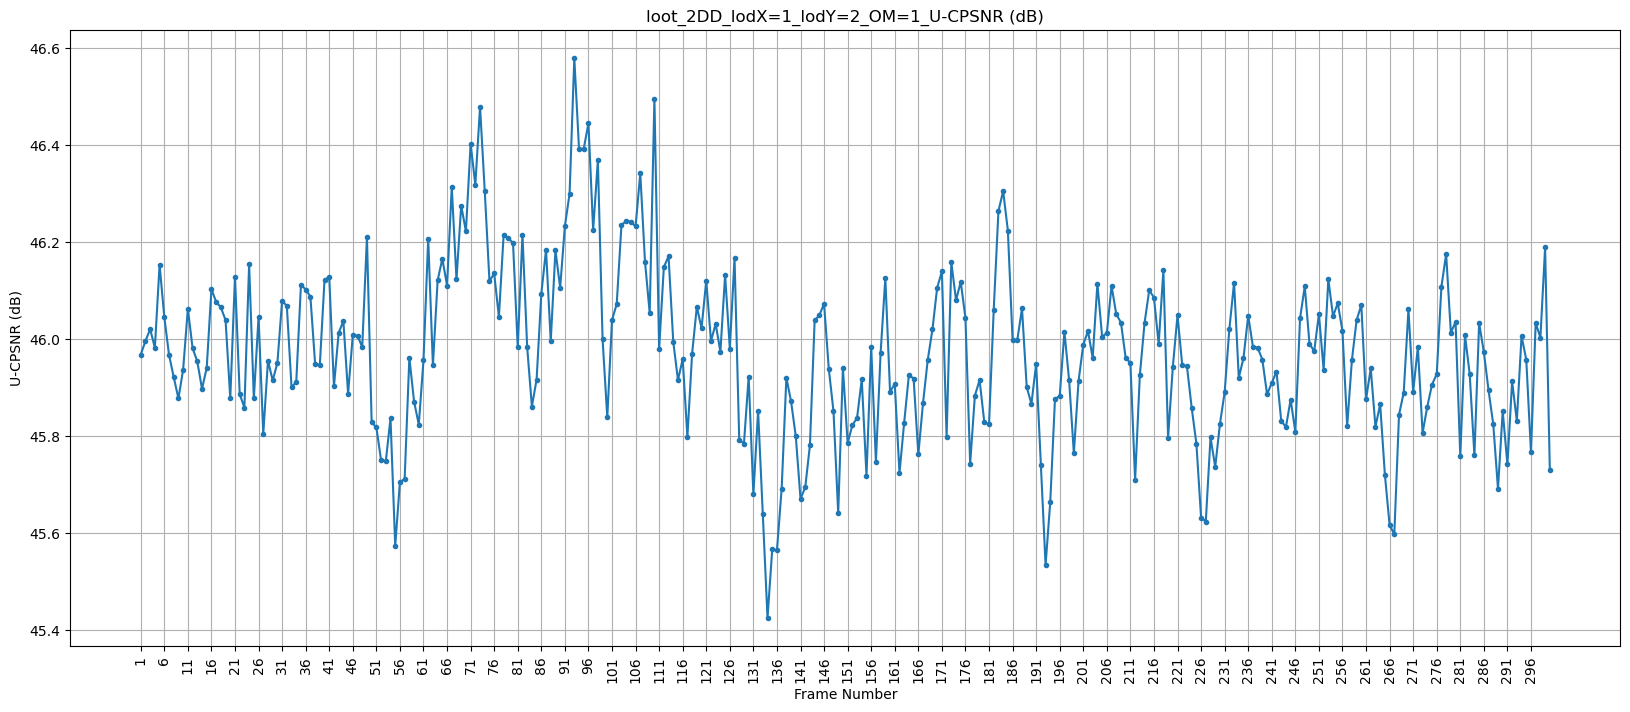 loot_2DD_lodX=1_lodY=2_OM=1_U-CPSNR (dB)
U-CPSNR (dB)
46.6
46.4
46.2
46.0
45.8
45.6
45.4
1 6 11 16 21 26 31 36 41 46 51 56 61 66 71 76 81 86 91 96 101 106 111 116 121 126 131 136 141 146 151 156 161 166 171 176 181 186 191 196 201 206 211 216 221 226 231 236 241 246 251 256 261 266 271 276 281 286 291 296
Frame Number